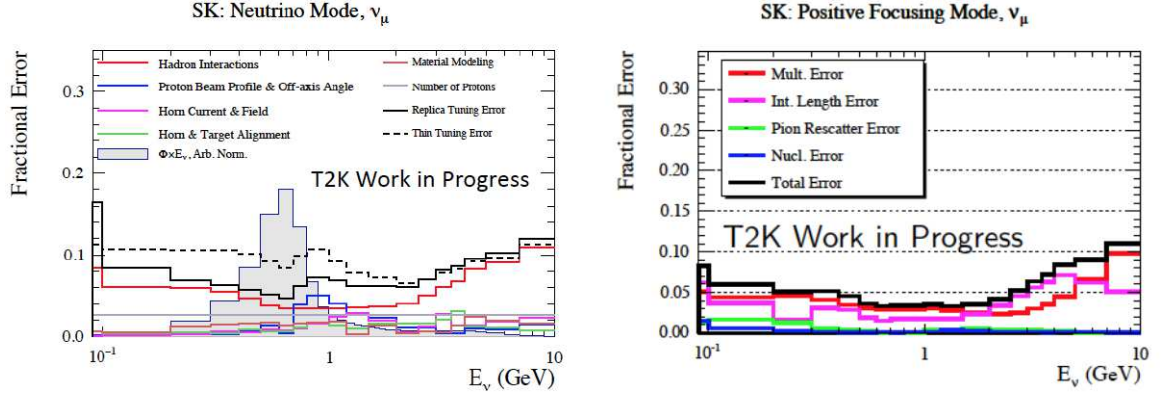 SK: Neutrino Mode, νμ
Fractional Error
0.3
0.2
0.1
0.0
Hadron Interactions
Proton Beam Profile & Off-axis Angle
Horn Current & Field
Horn & Target Alignment
Φ×Eν, Arb. Norm.
Material Modeling
Number of Protons
Replica Tuning Error
Thin Tuning Error
T2K Work in Progress
10⁻¹
1
10
Eν (GeV)
SK: Positive Focusing Mode, νμ
Fractional Error
0.30
0.25
0.20
0.15
0.10
0.05
0.00
Mult. Error
Int. Length Error
Pion Rescatter Error
Nucl. Error
Total Error
T2K Work in Progress
10⁻¹
1
10
Eν (GeV)